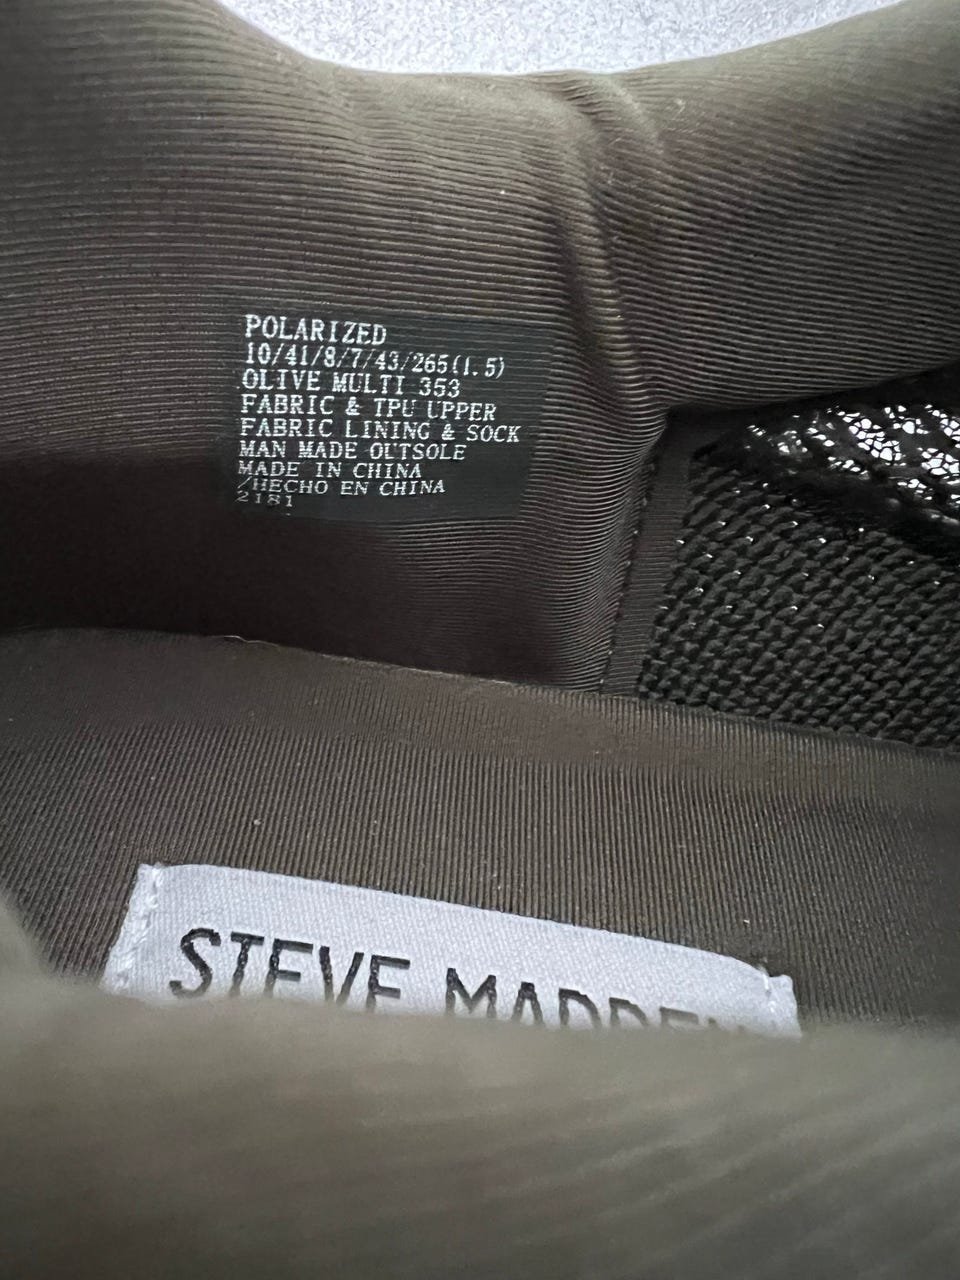 POLARIZED
10/41/8/7/43/265(1.5)
OLIVE MULTI 353
FABRIC & TPU UPPER
FABRIC LINING & SOCK
MAN MADE OUTSOLE
MADE IN CHINA
/HECHO EN CHINA
2181
STEVE MADDEN